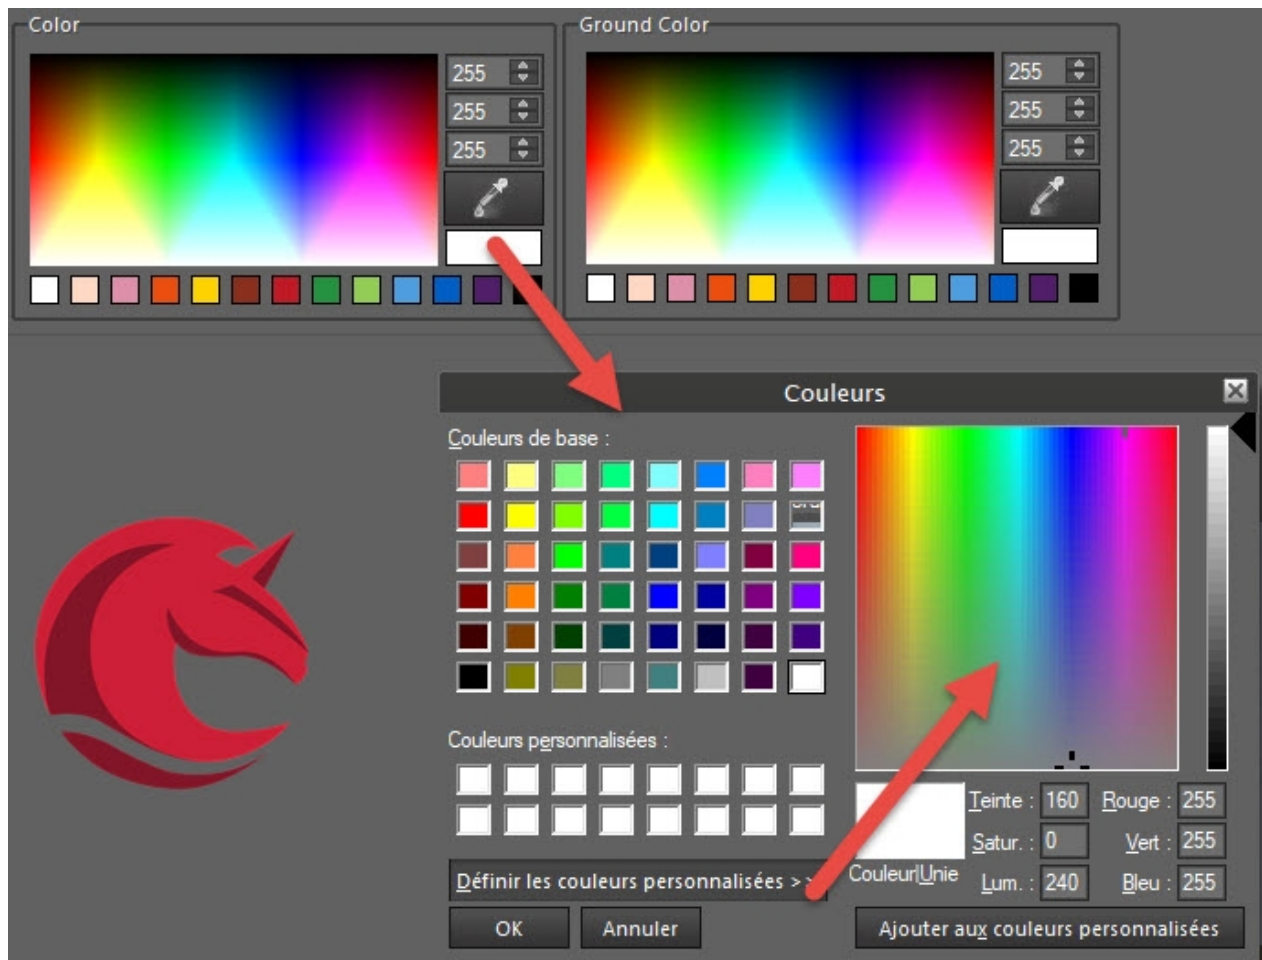 Color
255
255
255
Ground Color
255
255
255
Couleurs
Couleurs de base :
Couleurs personnalisées :
Teinte : 160 Rouge : 255
Satur. : 0 Vert : 255
Couleur|Unie Lum. : 240 Bleu : 255
Définir les couleurs personnalisées >
OK Annuler Ajouter aux couleurs personnalisées